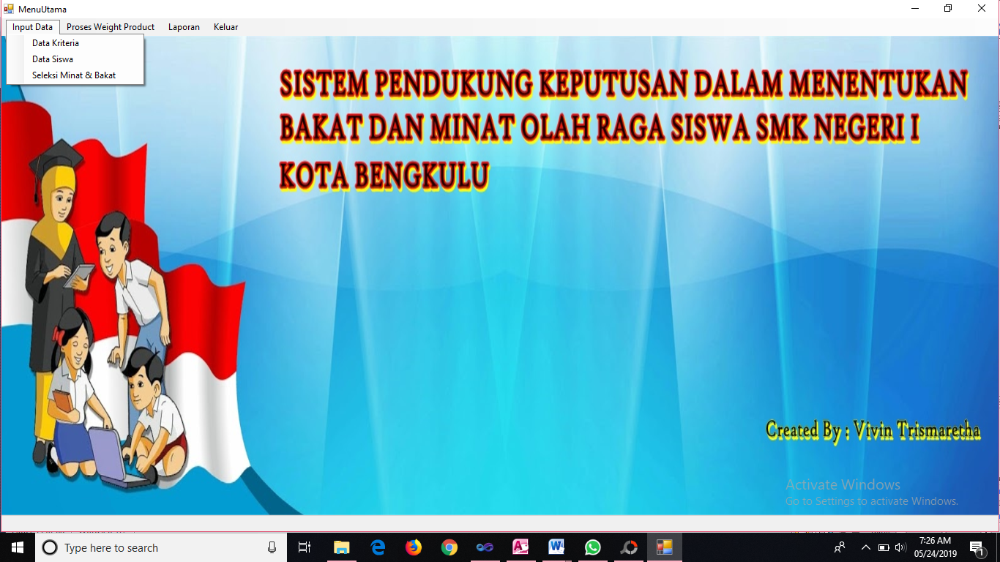 MenuUtama
Input Data Proses Weight Product Laporan Keluar
Data Kriteria
Data Siswa
Seleksi Minat & Bakat
SISTEM PENDUKUNG KEPUTUSAN DALAM MENENTUKAN
BAKAT DAN MINAT OLAH RAGA SISWA SMK NEGERI I
KOTA BENGKULU
Created By : Vivin Trismaretha
Activate Windows
Go to Settings to activate Windows.
Type here to search
7:26 AM
05/24/2019
1